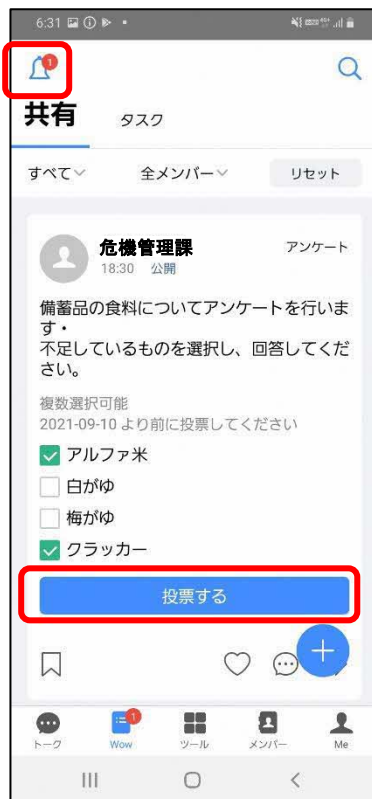 6:31
1
共有 タスク
すべて 全メンバー リセット
危機管理課 アンケート
18:30 公開
備蓄品の食料についてアンケートを行いま
す・
不足しているものを選択し、回答してくだ
さい。
複数選択可能
2021-09-10 より前に投票してください
アルファ米
白がゆ
梅がゆ
クラッカー
投票する
1
トーク Wow ツール メンバー Me